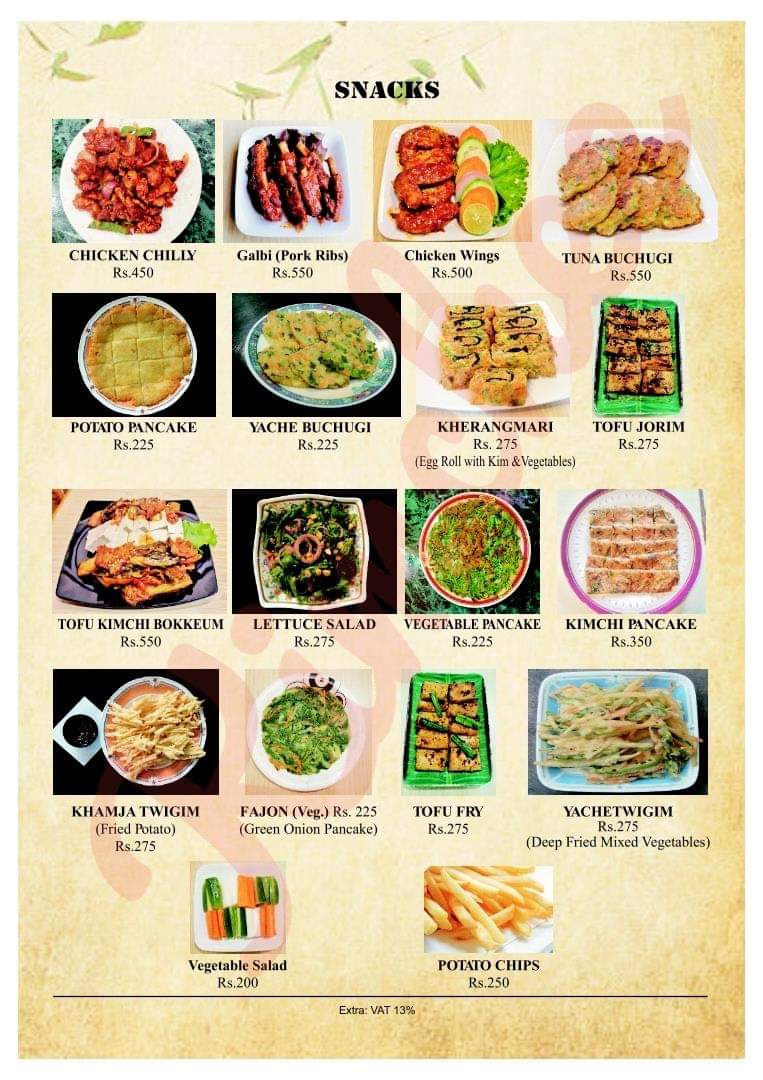 SNACKS
CHICKEN CHILLY
Rs.450
Galbi (Pork Ribs)
Rs.550
Chicken Wings
Rs.500
TUNA BUCHUGI
Rs.550
POTATO PANCAKE
Rs.225
YACHE BUCHUGI
Rs.225
KHERANGMARI
Rs. 275
(Egg Roll with Kim &Vegetables)
TOFU JORIM
Rs.275
TOFU KIMCHI BOKKEUM
Rs.550
LETTUCE SALAD
Rs.275
VEGETABLE PANCAKE
Rs.225
KIMCHI PANCAKE
Rs.350
KHAMJA TWIGIM
(Fried Potato)
Rs.275
FAJON (Veg.) Rs. 225
(Green Onion Pancake)
TOFU FRY
Rs.275
YACHETWIGIM
Rs.275
(Deep Fried Mixed Vegetables)
Vegetable Salad
Rs.200
POTATO CHIPS
Rs.250
Extra: VAT 13%